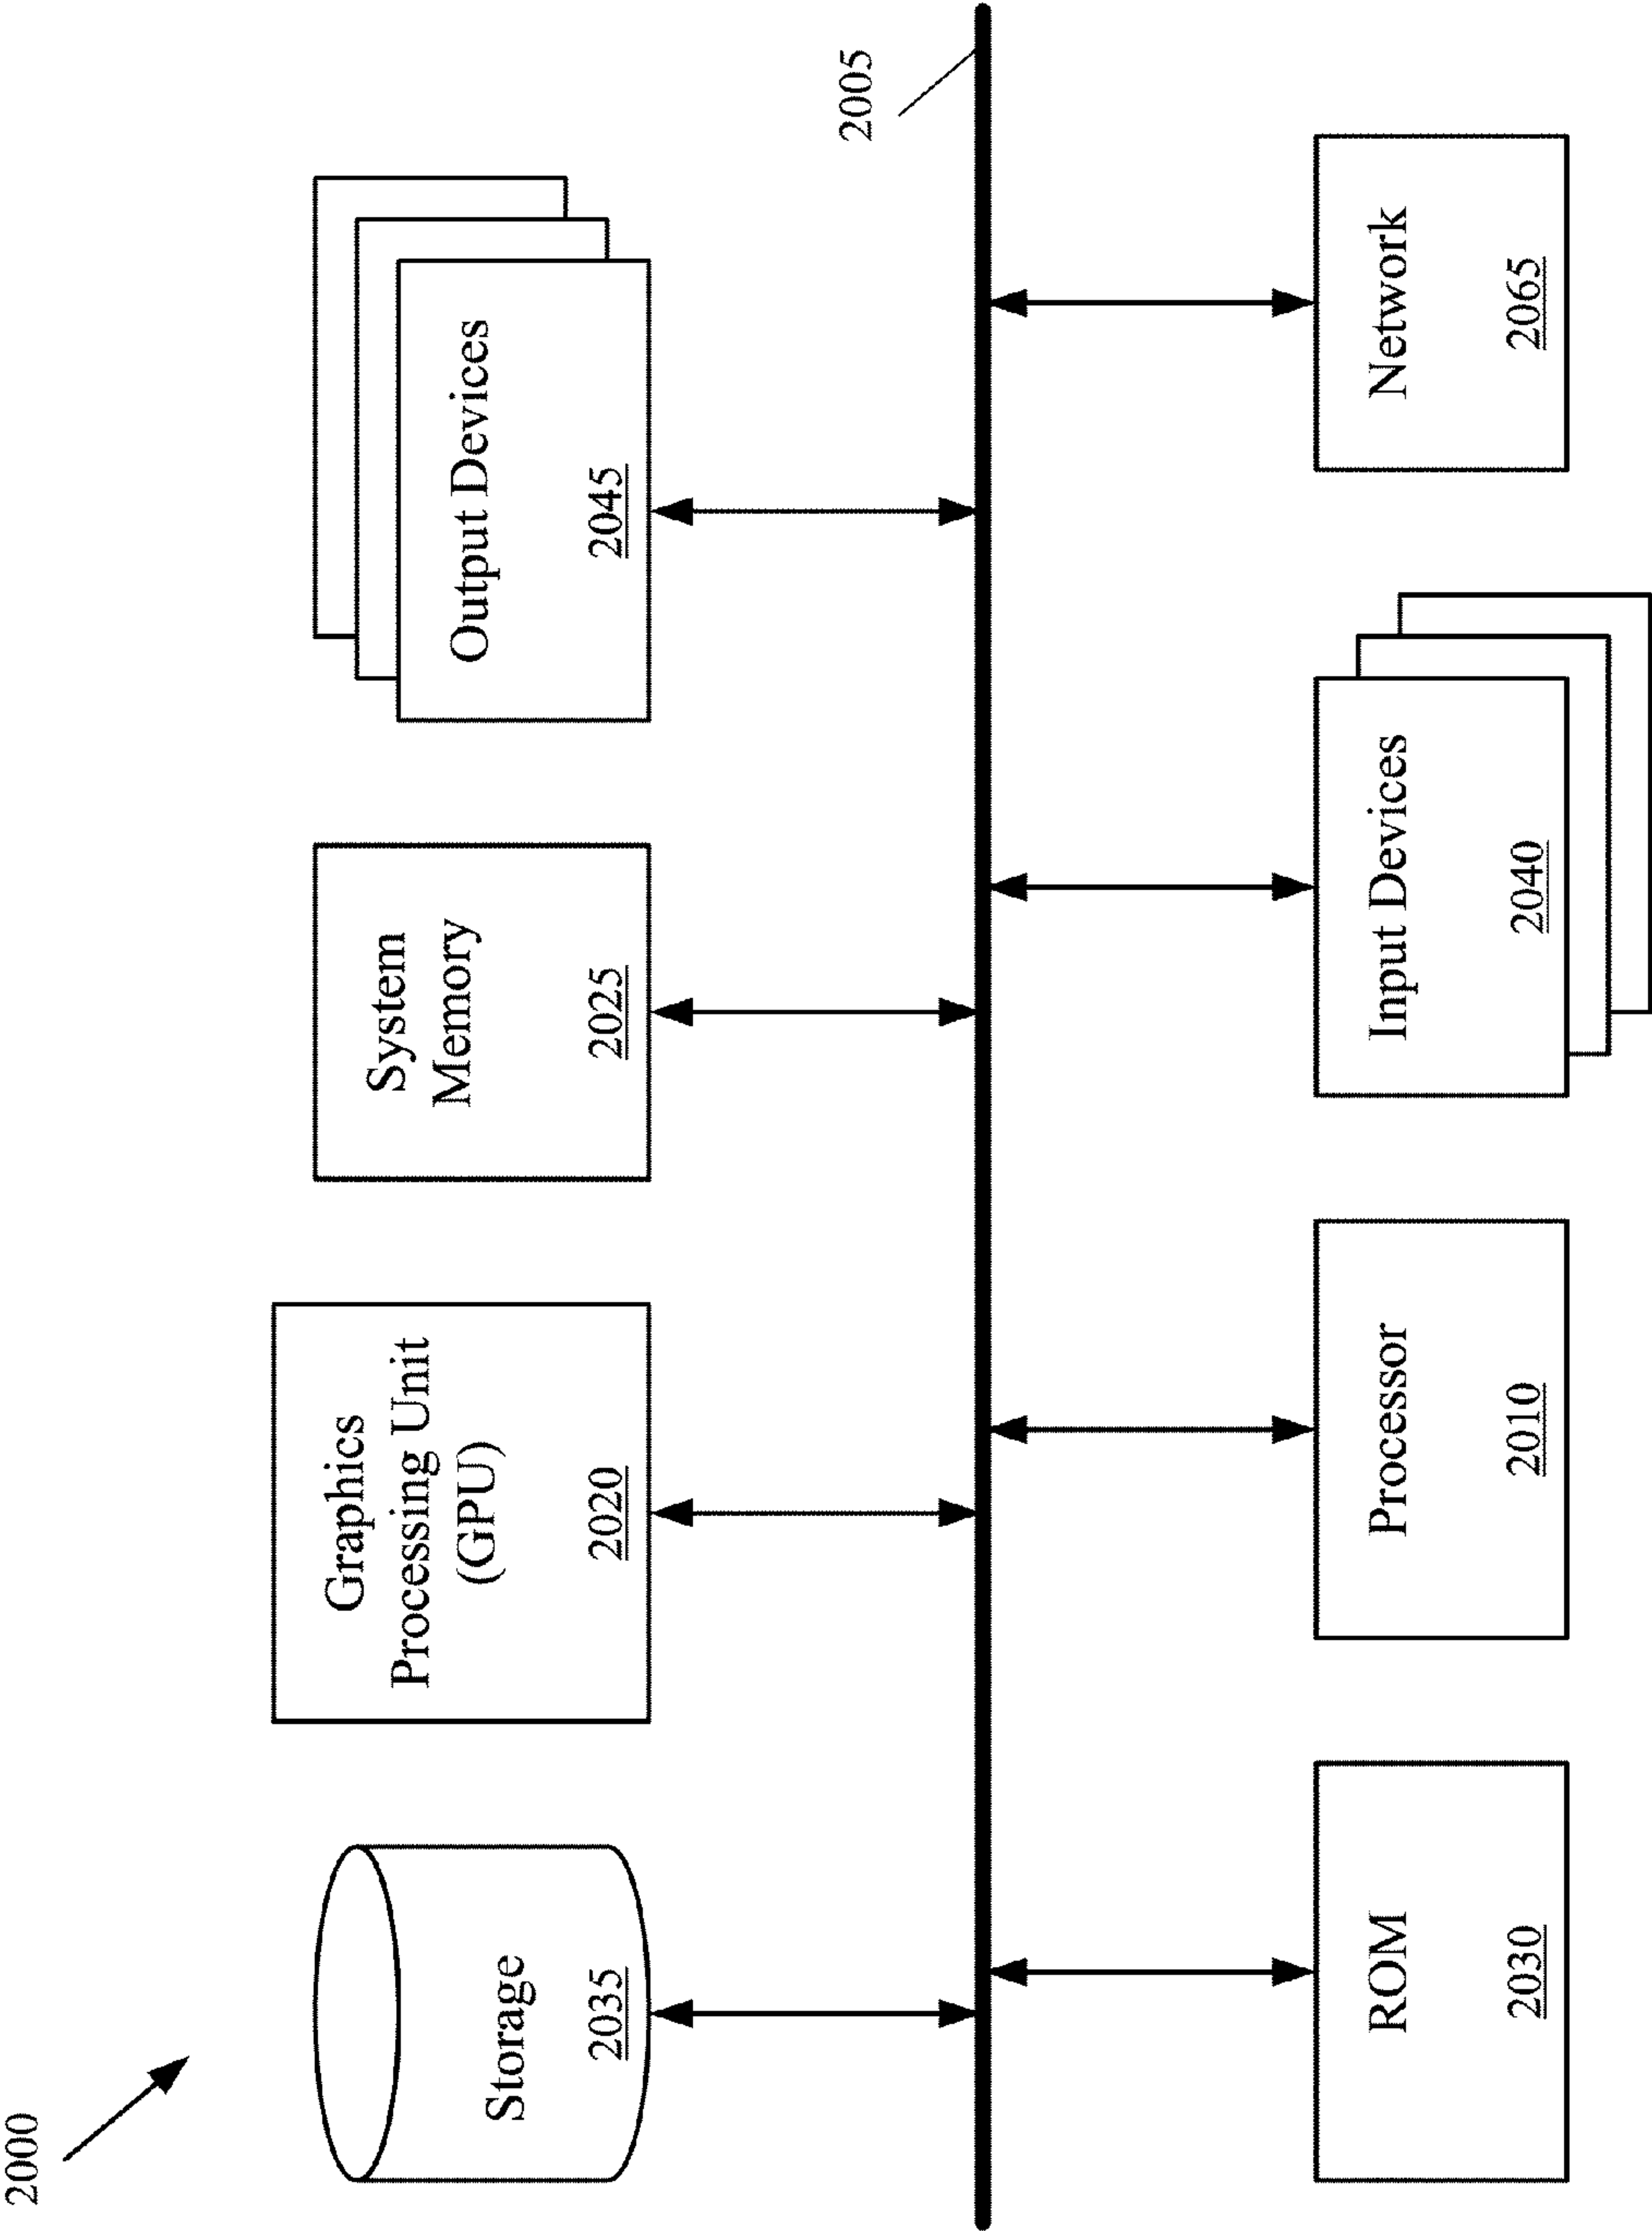 2000
Storage
2035
Graphics
Processing Unit
(GPU)
2020
System
Memory
2025
Output Devices
2045
2005
ROM
2030
Processor
2010
Input Devices
2040
Network
2065